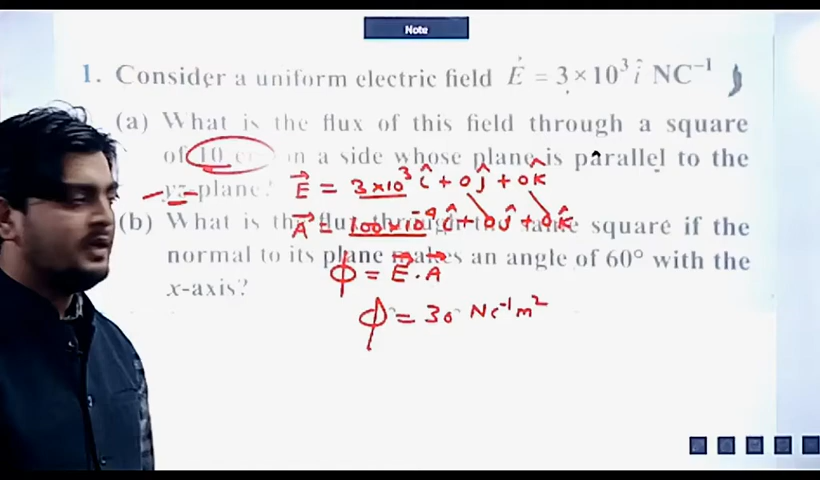 Note
1. Consider a uniform electric field E⃗ = 3 × 10³ î NC⁻¹
(a) What is the flux of this field through a square
of 10 cm on a side whose plane is parallel to the
yz-plane?
E⃗ = 3×10³ î + 0ĵ + 0k̂
A⃗ = 100×10⁻⁴ î + 0ĵ + 0k̂
(b) What is the flux through the same square if the
normal to its plane makes an angle of 60° with the
ϕ = E⃗ · A⃗
x-axis?
ϕ = 30 NC⁻¹m²